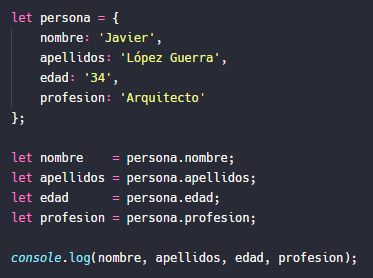 let persona = {
    nombre: 'Javier',
    apellidos: 'López Guerra',
    edad: '34',
    profesion: 'Arquitecto'
};

let nombre    = persona.nombre;
let apellidos = persona.apellidos;
let edad      = persona.edad;
let profesion = persona.profesion;

console.log(nombre, apellidos, edad, profesion);